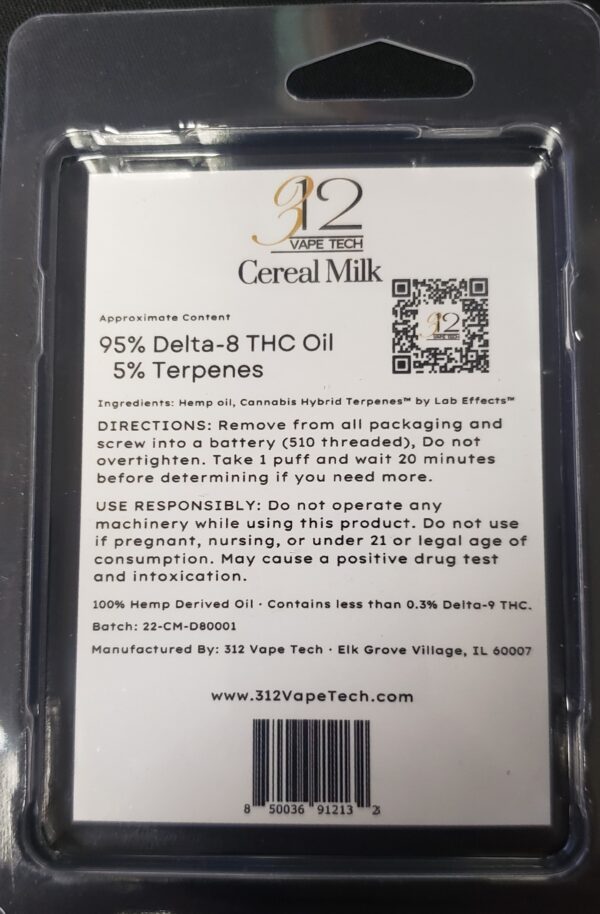 312
VAPE TECH
Cereal Milk
312
VAPE TECH
Approximate Content
95% Delta-8 THC Oil
5% Terpenes
Ingredients: Hemp oil, Cannabis Hybrid Terpenes™ by Lab Effects™
DIRECTIONS: Remove from all packaging and
screw into a battery (510 threaded), Do not
overtighten. Take 1 puff and wait 20 minutes
before determining if you need more.
USE RESPONSIBLY: Do not operate any
machinery while using this product. Do not use
if pregnant, nursing, or under 21 or legal age of
consumption. May cause a positive drug test
and intoxication.
100% Hemp Derived Oil · Contains less than 0.3% Delta-9 THC.
Batch: 22-CM-D80001
Manufactured By: 312 Vape Tech · Elk Grove Village, IL 60007
www.312VapeTech.com
8 50036 91213